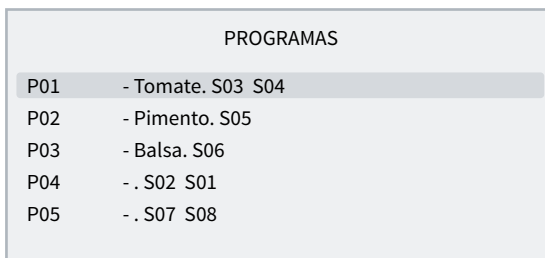 PROGRAMAS
P01 - Tomate. S03 S04
P02 - Pimento. S05
P03 - Balsa. S06
P04 - . S02 S01
P05 - . S07 S08